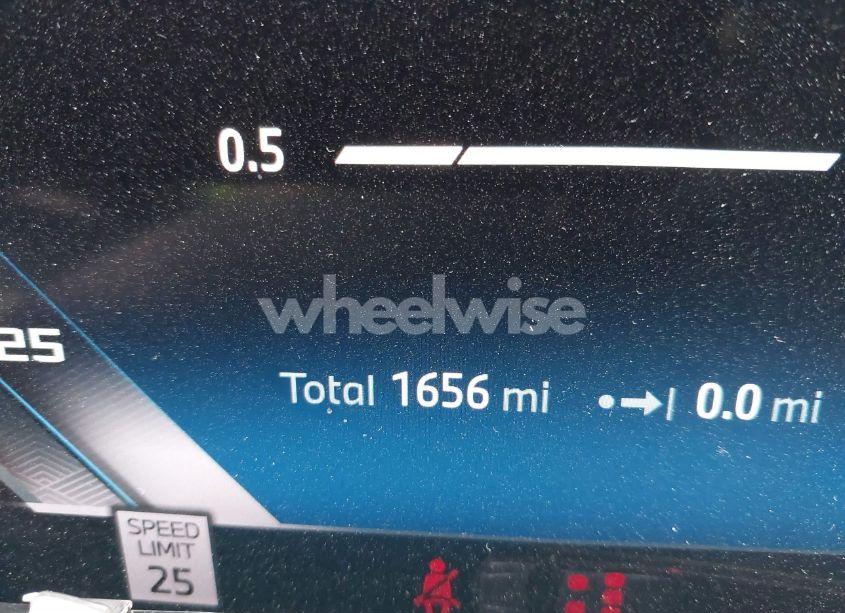 0.5
wheelwise
25
Total 1656 mi 0.0 mi
SPEED
LIMIT
25